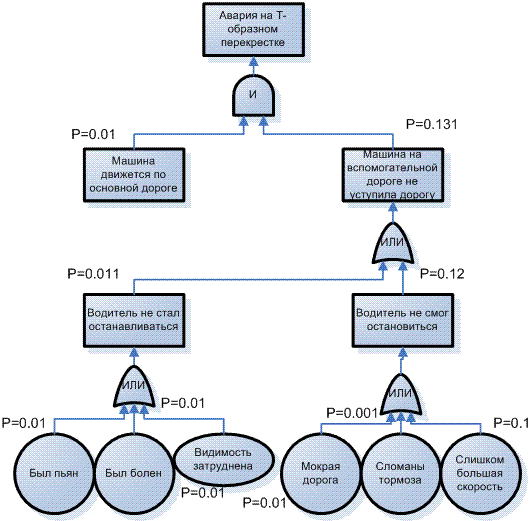 Авария на Т-
образном
перекрестке
И
P=0.01
P=0.131
Машина
движется по
основной дороге
Машина на
вспомогательной
дороге не
уступила дорогу
ИЛИ
P=0.011
P=0.12
Водитель не стал
останавливаться
Водитель не смог
остановиться
ИЛИ
ИЛИ
P=0.01
P=0.01
P=0.001
P=0.1
Был пьян
Был болен
Видимость
затруднена
Мокрая
дорога
Сломаны
тормоза
Слишком
большая
скорость
P=0.01
P=0.01